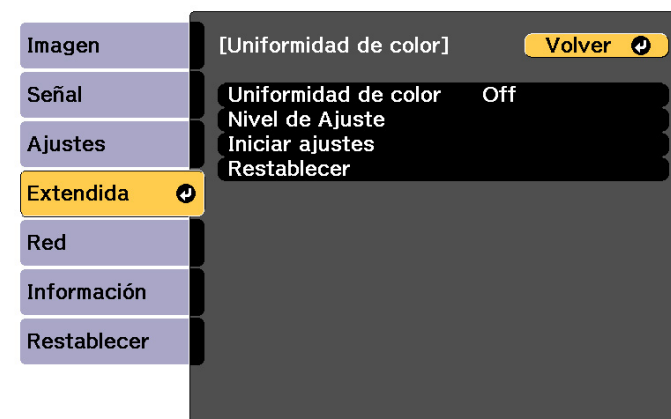 Imagen
Señal
Ajustes
Extendida
Red
Información
Restablecer
[Uniformidad de color] Volver
Uniformidad de color Off
Nivel de Ajuste
Iniciar ajustes
Restablecer